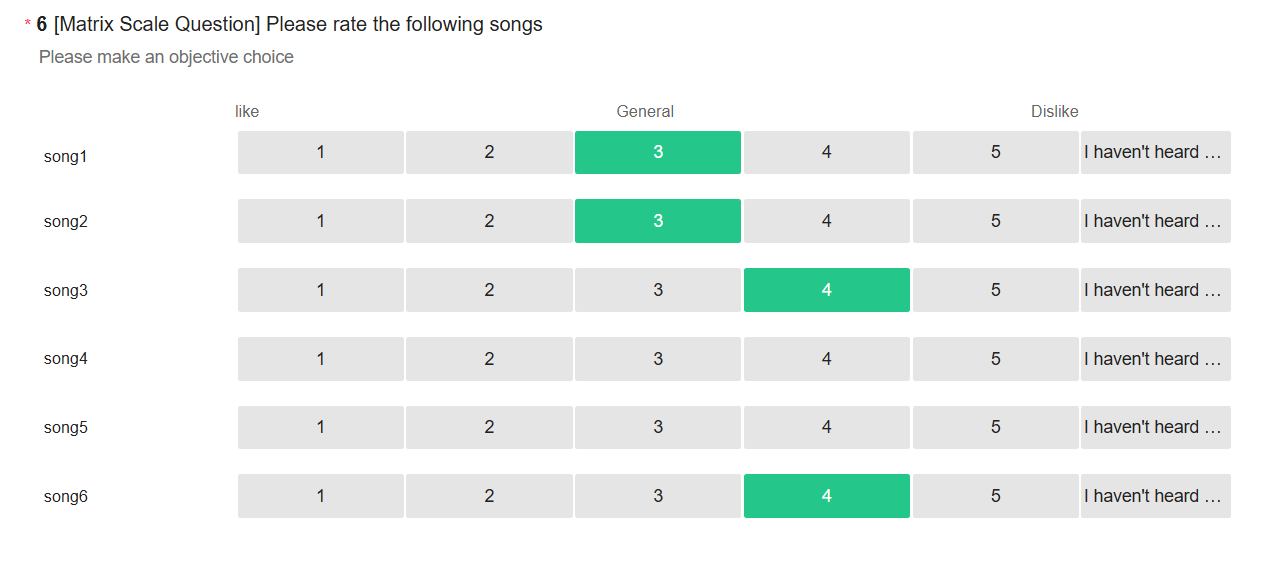 * 6 [Matrix Scale Question] Please rate the following songs
Please make an objective choice
like General Dislike
song1 1 2 3 4 5 I haven't heard …
song2 1 2 3 4 5 I haven't heard …
song3 1 2 3 4 5 I haven't heard …
song4 1 2 3 4 5 I haven't heard …
song5 1 2 3 4 5 I haven't heard …
song6 1 2 3 4 5 I haven't heard …